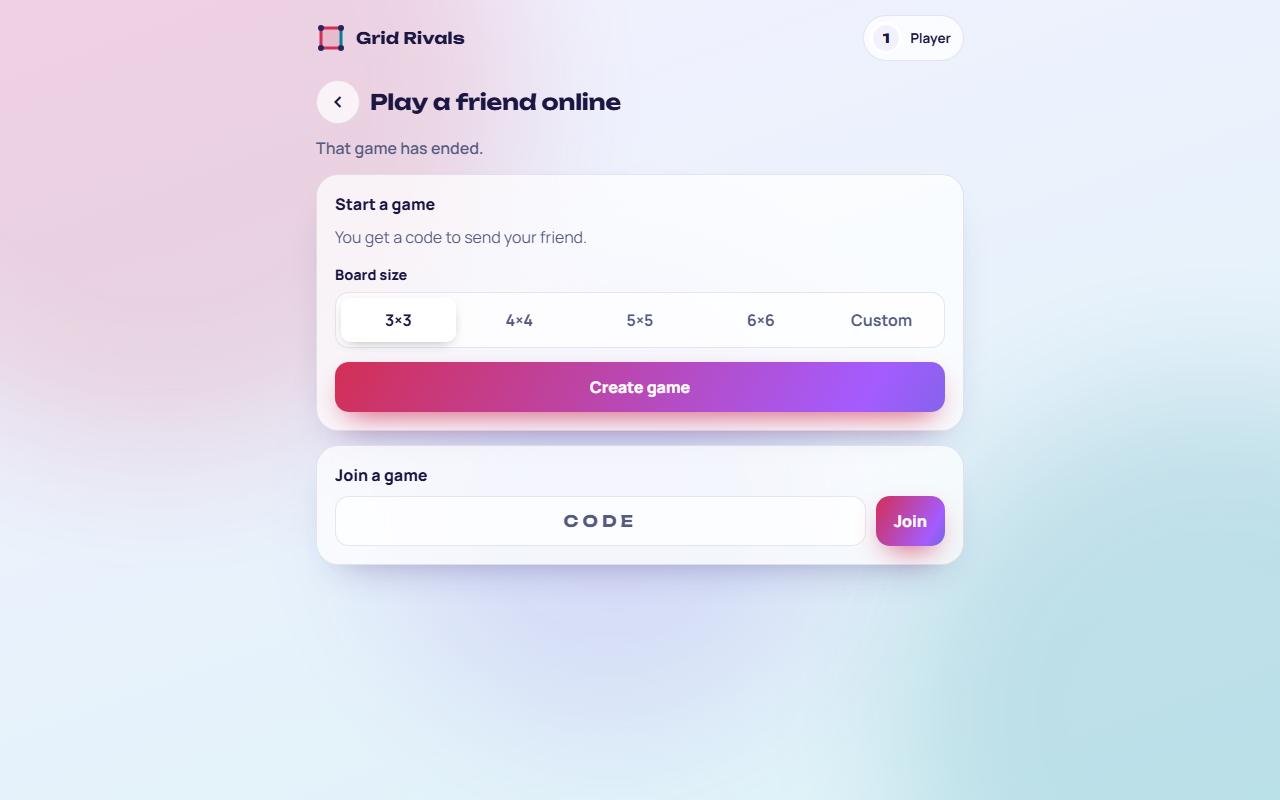 Grid Rivals
1 Player
Play a friend online
That game has ended.
Start a game
You get a code to send your friend.
Board size
3×3 4×4 5×5 6×6 Custom
Create game
Join a game
CODE Join